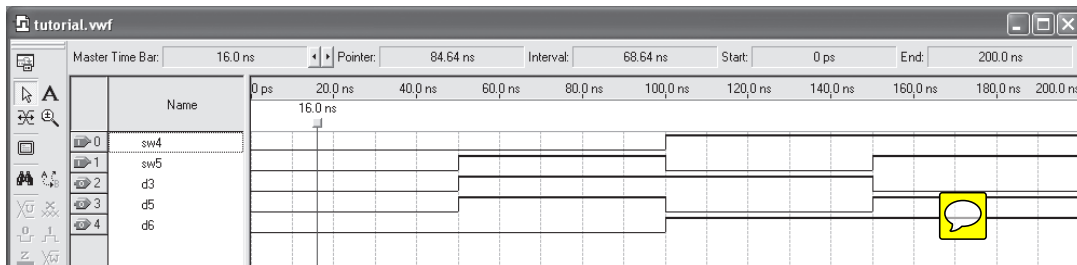 tutorial.vwf
Master Time Bar: 16.0 ns Pointer: 84.64 ns Interval: 68.64 ns Start: 0 ps End: 200.0 ns
Name
0 ps 20.0 ns 40.0 ns 60.0 ns 80.0 ns 100.0 ns 120.0 ns 140.0 ns 160.0 ns 180.0 ns 200.0 ns
16.0 ns
0 sw4
1 sw5
2 d3
3 d5
4 d6